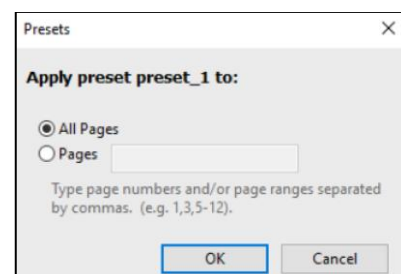 Presets
Apply preset preset_1 to:
All Pages
Pages
Type page numbers and/or page ranges separated
by commas. (e.g. 1,3,5-12).
OK Cancel